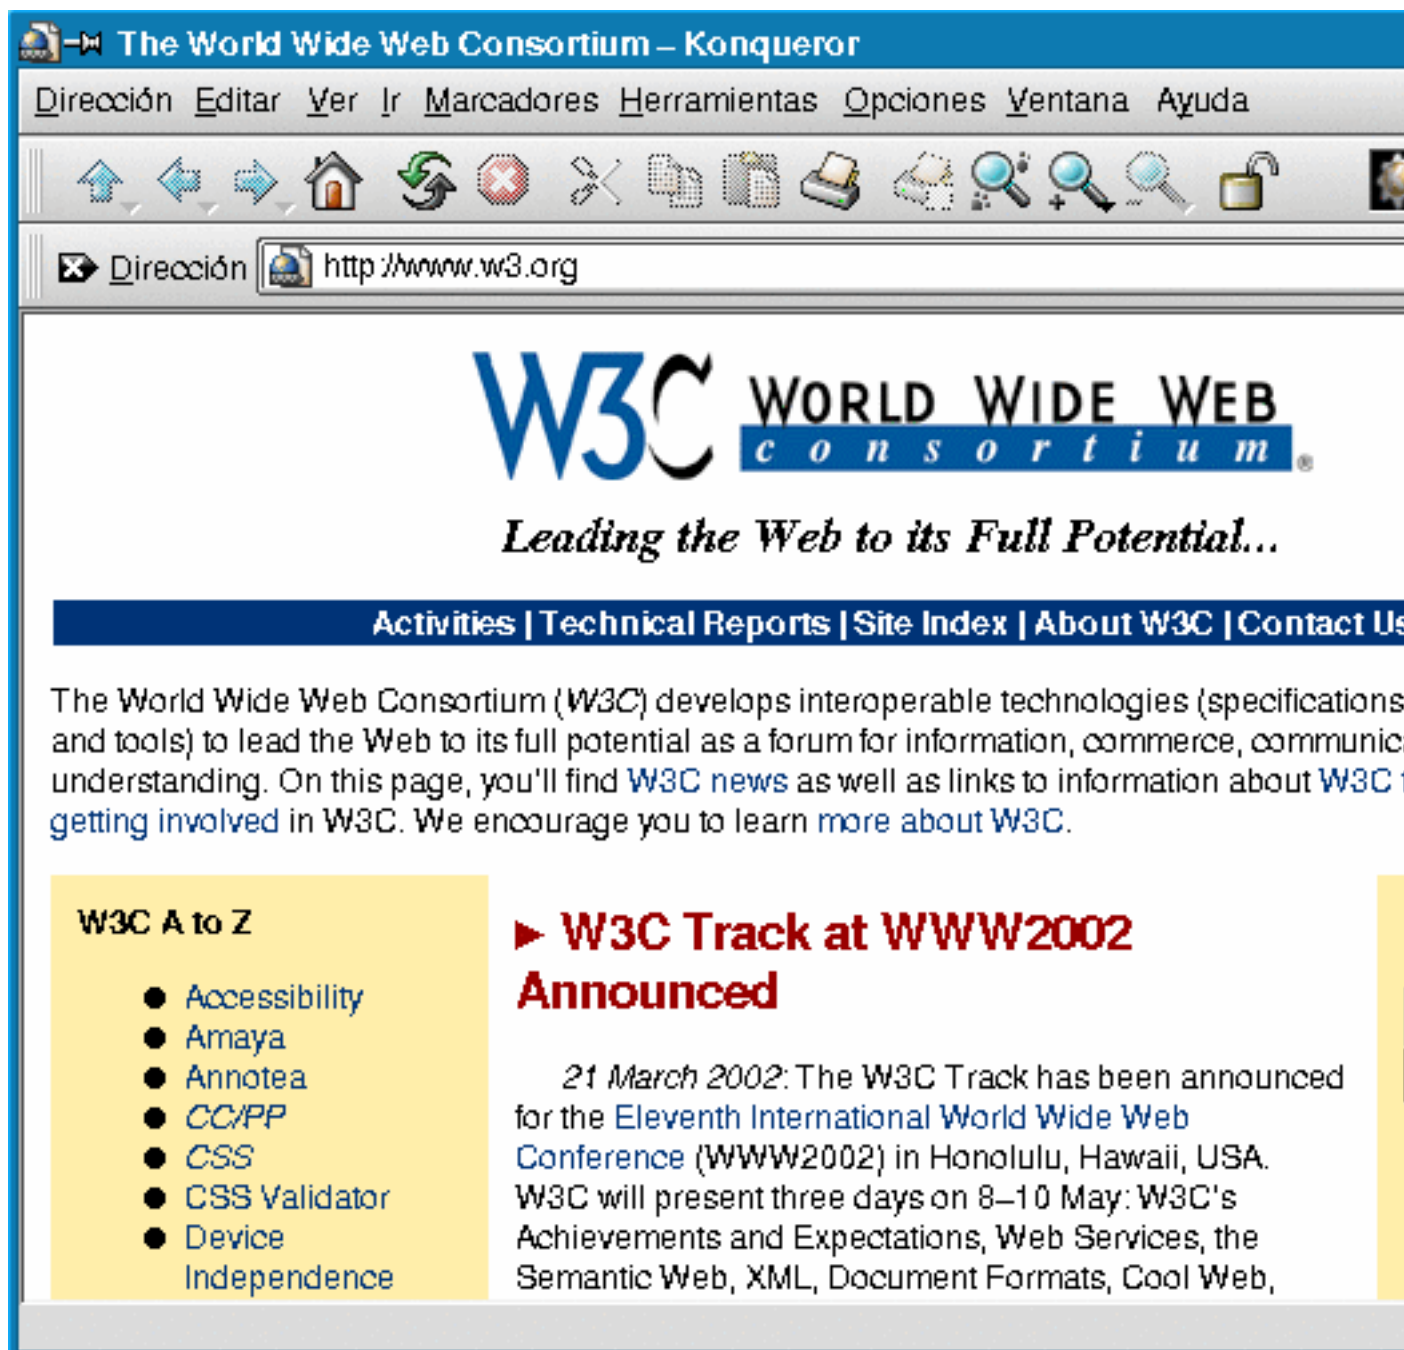 The World Wide Web Consortium – Konqueror
Dirección Editar Ver Ir Marcadores Herramientas Opciones Ventana Ayuda
Dirección http://www.w3.org
W3C WORLD WIDE WEB
consortium ®
Leading the Web to its Full Potential...
Activities | Technical Reports | Site Index | About W3C | Contact Us
The World Wide Web Consortium (W3C) develops interoperable technologies (specifications
and tools) to lead the Web to its full potential as a forum for information, commerce,
understanding. On this page, you'll find W3C news as well as links to information about W3C
getting involved in W3C. We encourage you to learn more about W3C.
W3C A to Z
Accessibility
Amaya
Annotea
CC/PP
CSS
CSS Validator
Device
Independence
► W3C Track at WWW2002
Announced
21 March 2002: The W3C Track has been announced
for the Eleventh International World Wide Web
Conference (WWW2002) in Honolulu, Hawaii, USA.
W3C will present three days on 8–10 May: W3C's
Achievements and Expectations, Web Services, the
Semantic Web, XML, Document Formats, Cool Web,